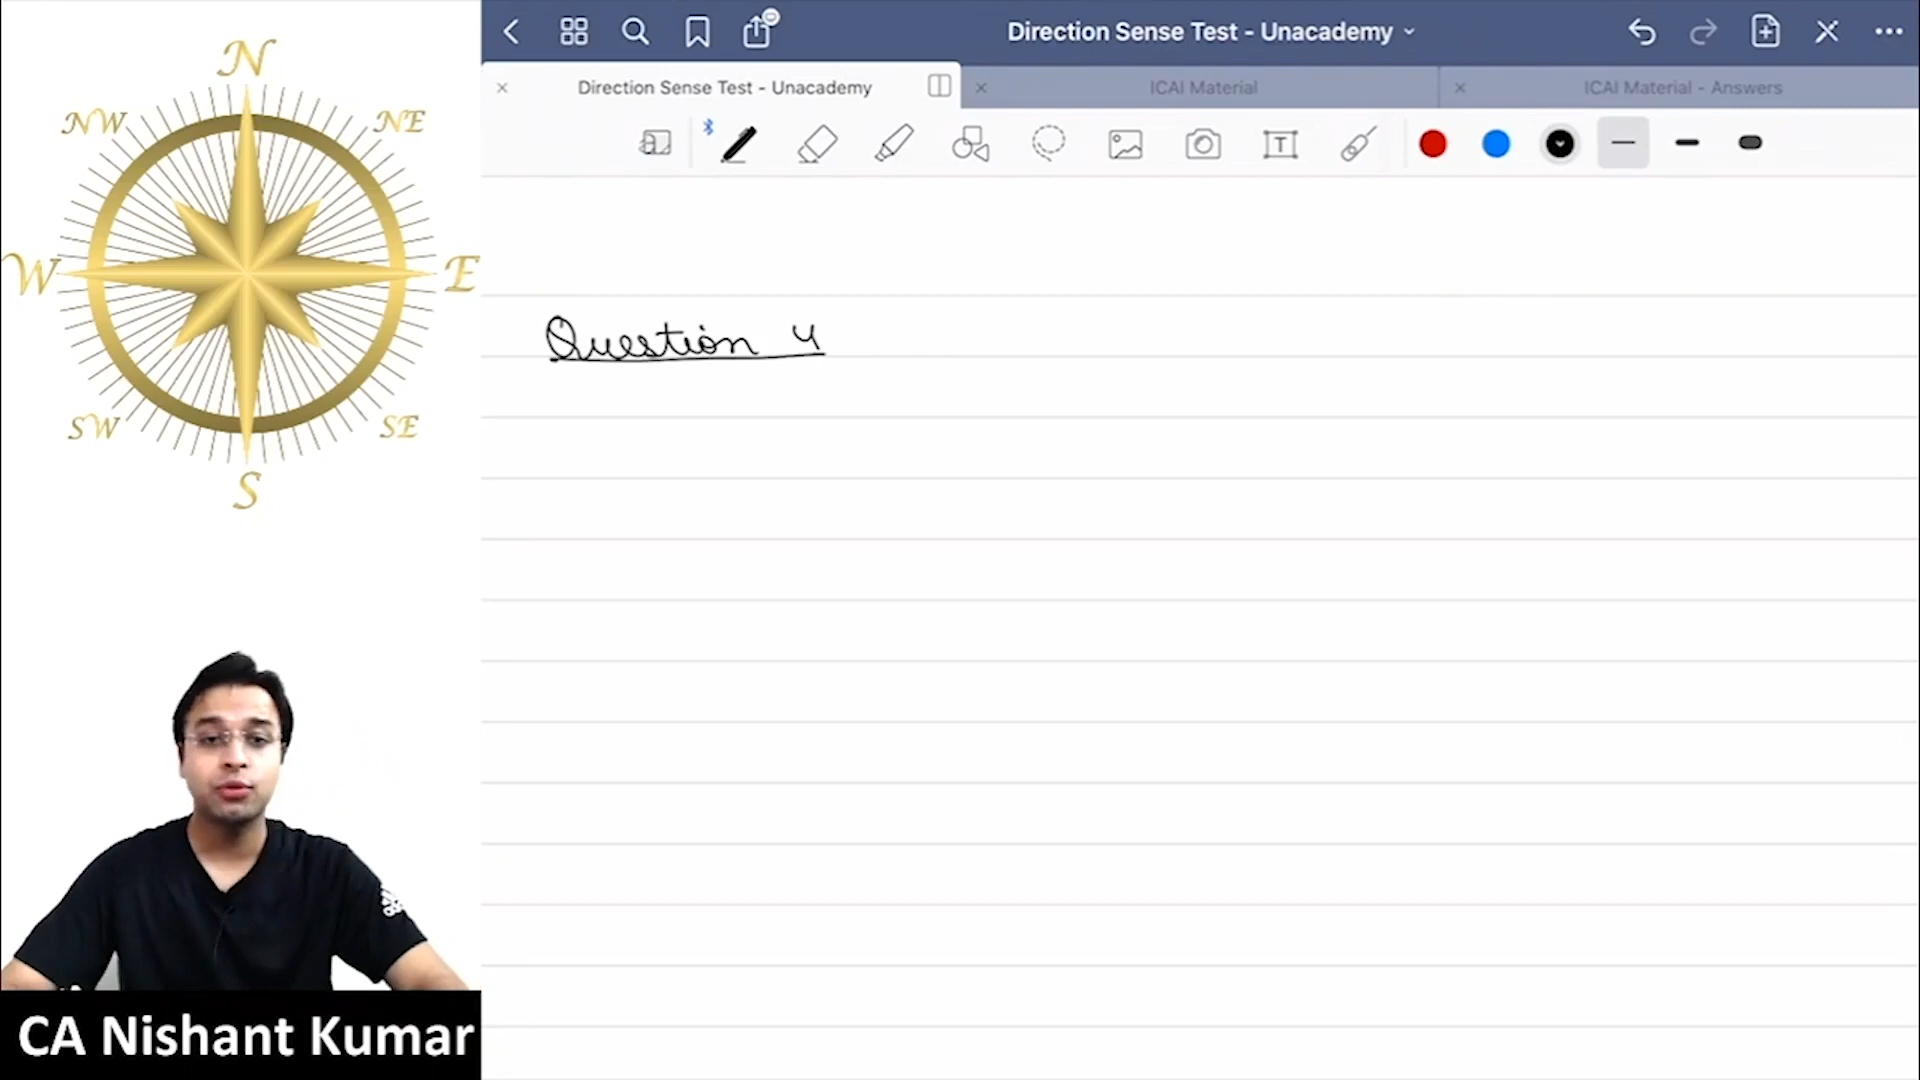 Direction Sense Test - Unacademy
Direction Sense Test - Unacademy
ICAI Material
ICAI Material - Answers
N
NW
NE
W
E
SW
SE
S
Question 4
CA Nishant Kumar